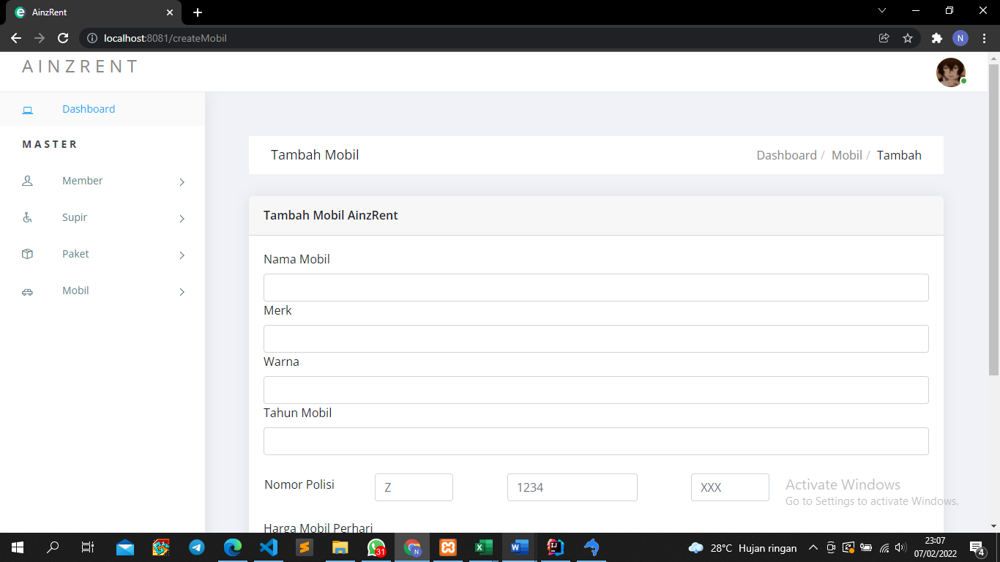 AinzRent
localhost:8081/createMobil
N
AINZRENT
Dashboard
MASTER
Member
Supir
Paket
Mobil
Tambah Mobil
Dashboard / Mobil / Tambah
Tambah Mobil AinzRent
Nama Mobil
Merk
Warna
Tahun Mobil
Nomor Polisi Z 1234 XXX
Harga Mobil Perhari
Activate Windows
Go to Settings to activate Windows.
31
28°C Hujan ringan
23:07
07/02/2022
4